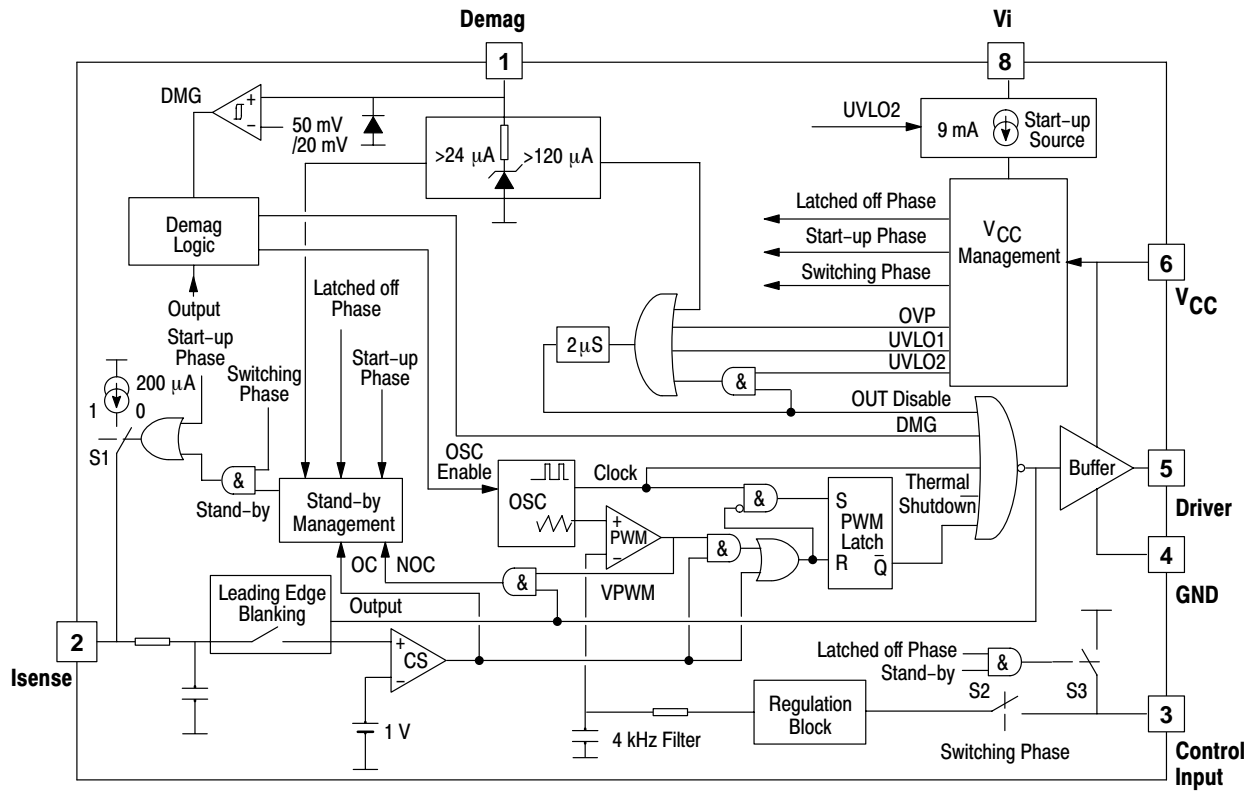 Demag
Vi
1
8
DMG
+
−
50 mV
/20 mV
>24 μA
>120 μA
UVLO2
9 mA
Start−up
Source
Demag
Logic
Latched off Phase
Start−up Phase
Switching Phase
VCC
Management
6
VCC
Output
Start−up
Phase
Latched off
Phase
Start−up
Phase
Switching
Phase
200 μA
1
0
S1
2 μS
OVP
UVLO1
UVLO2
&
OUT Disable
DMG
&
Stand−by
Stand−by
Management
OSC
Enable
OSC
Clock
&
S
PWM
Latch
R
Q̅
Thermal
Shutdown
Buffer
5
Driver
+
PWM
−
&
VPWM
4
GND
OC
NOC
&
Output
Leading Edge
Blanking
2
Isense
+
CS
−
1 V
Latched off Phase
Stand−by
&
S2
S3
3
Control
Input
Regulation
Block
4 kHz Filter
Switching Phase